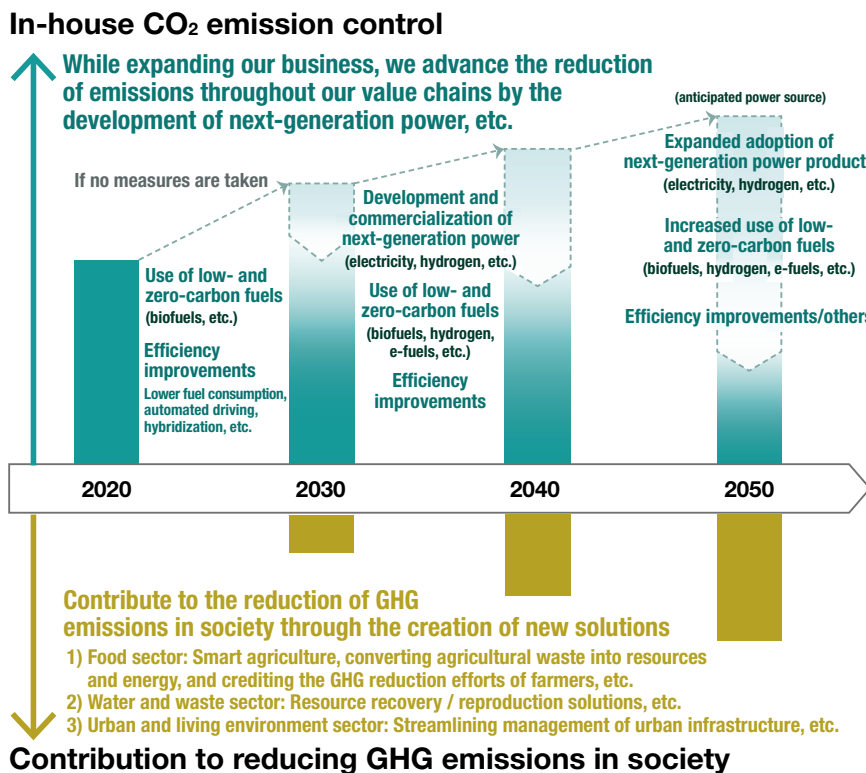 In-house CO₂ emission control
While expanding our business, we advance the reduction
of emissions throughout our value chains by the
development of next-generation power, etc.
(anticipated power source)
If no measures are taken
Use of low- and
zero-carbon fuels
(biofuels, etc.)
Efficiency
improvements
Lower fuel consumption,
automated driving,
hybridization, etc.
Development and
commercialization of
next-generation power
(electricity, hydrogen, etc.)
Use of low- and
zero-carbon fuels
(biofuels, hydrogen,
e-fuels, etc.)
Efficiency
improvements
Expanded adoption of
next-generation power product
(electricity, hydrogen, etc.)
Increased use of low-
and zero-carbon fuels
(biofuels, hydrogen, e-fuels, etc.)
Efficiency improvements/others
2020
2030
2040
2050
Contribute to the reduction of GHG
emissions in society through the creation of new solutions
1) Food sector: Smart agriculture, converting agricultural waste into resources
and energy, and crediting the GHG reduction efforts of farmers, etc.
2) Water and waste sector: Resource recovery / reproduction solutions, etc.
3) Urban and living environment sector: Streamlining management of urban infrastructure, etc.
Contribution to reducing GHG emissions in society